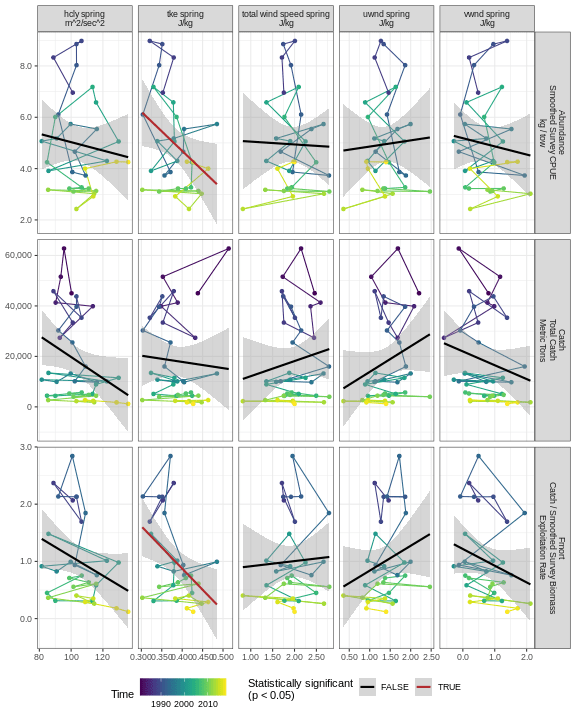 hcly spring
m^2/sec^2
tke spring
J/kg
total wind speed spring
J/kg
uwnd spring
J/kg
vwnd spring
J/kg
8.0
6.0
4.0
2.0
Abundance
Smoothed Survey CPUE
kg / tow
60,000
40,000
20,000
0
Catch
Total Catch
Metric Tons
3.0
2.0
1.0
0.0
Fmort
Catch / Smoothed Survey Biomass
Exploitation Rate
80 100 120
0.300 0.350 0.400 0.450 0.500
1.00 1.50 2.00 2.50
0.50 1.00 1.50 2.00 2.50
0.0 1.0 2.0
Time
1990 2000 2010
Statistically significant
(p < 0.05)
FALSE
TRUE